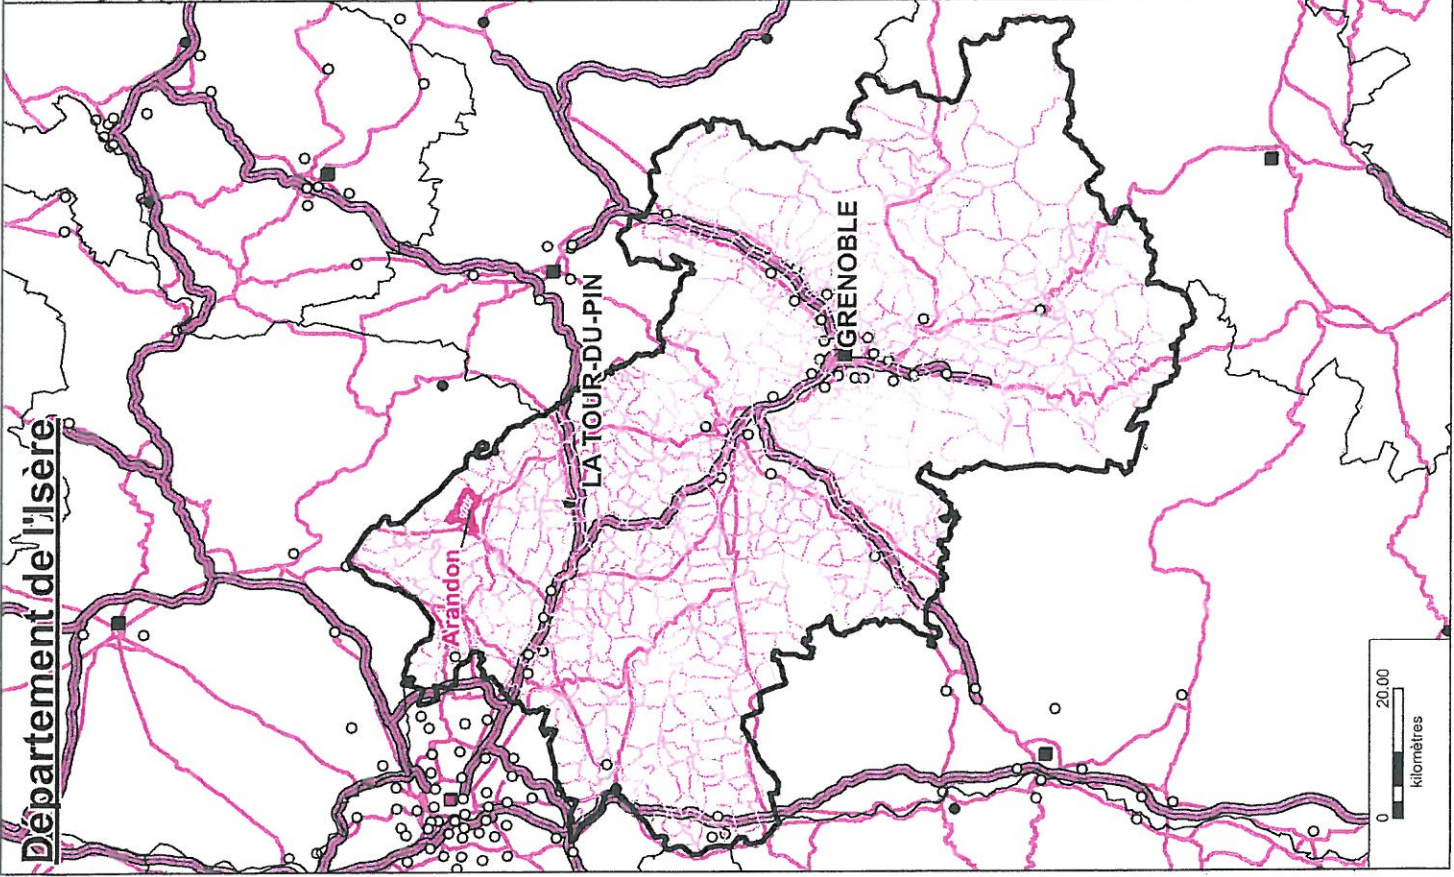 Département de l'Isère
Arandon
LA TOUR-DU-PIN
GRENOBLE
0 20.00
kilomètres